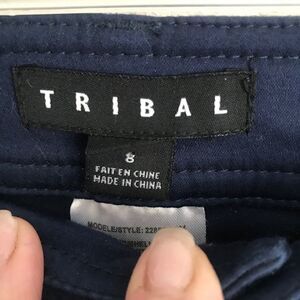 TRIBAL
8
FAIT EN CHINE
MADE IN CHINA
MODELE/STYLE: